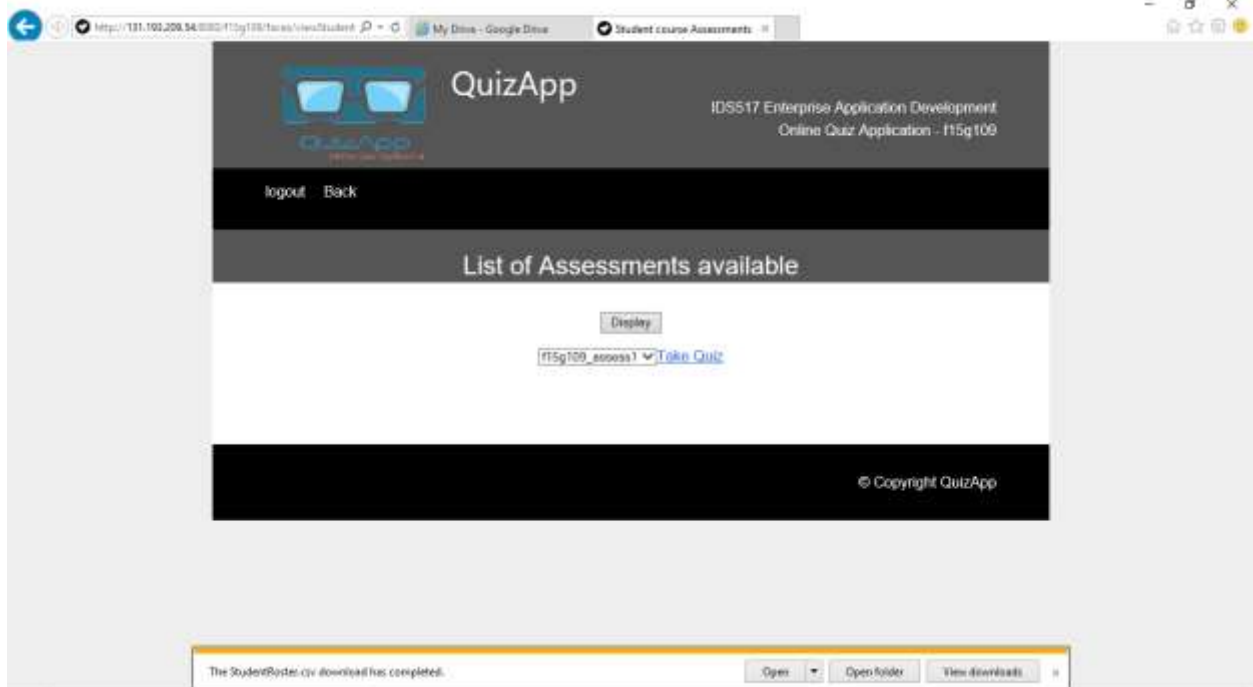 My Drive - Google Drive
Student course Assessments
QuizApp
IDS517 Enterprise Application Development
Online Quiz Application - f15g109
QuizApp
logout Back
List of Assessments available
Display
f15g109_assess1 Take Quiz
© Copyright QuizApp
The StudentRoster.csv download has completed.
Open Open folder View downloads